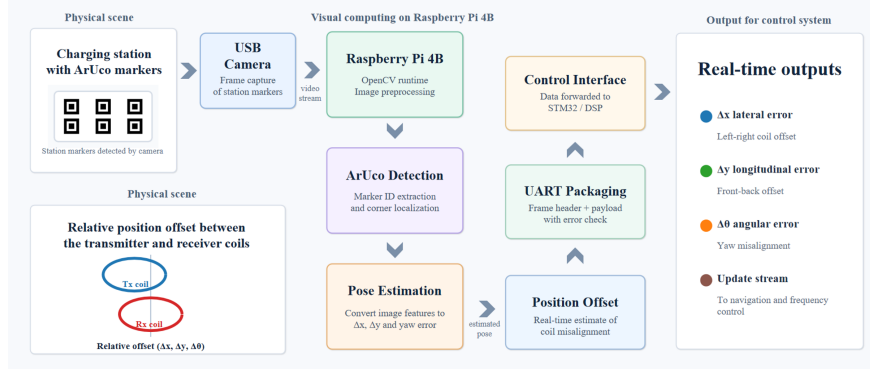 Physical scene
Visual computing on Raspberry Pi 4B
Output for control system
Charging station
with ArUco markers
Station markers detected by camera
USB
Camera
Frame capture
of station markers
video
stream
Raspberry Pi 4B
OpenCV runtime
Image preprocessing
ArUco Detection
Marker ID extraction
and corner localization
Pose Estimation
Convert image features to
Δx, Δy and yaw error
estimated
pose
Position Offset
Real-time estimate of
coil misalignment
UART Packaging
Frame header + payload
with error check
Control Interface
Data forwarded to
STM32 / DSP
Real-time outputs
Δx lateral error
Left-right coil offset
Δy longitudinal error
Front-back offset
Δθ angular error
Yaw misalignment
Update stream
To navigation and frequency
control
Physical scene
Relative position offset between
the transmitter and receiver coils
Tx coil
Rx coil
Relative offset (Δx, Δy, Δθ)